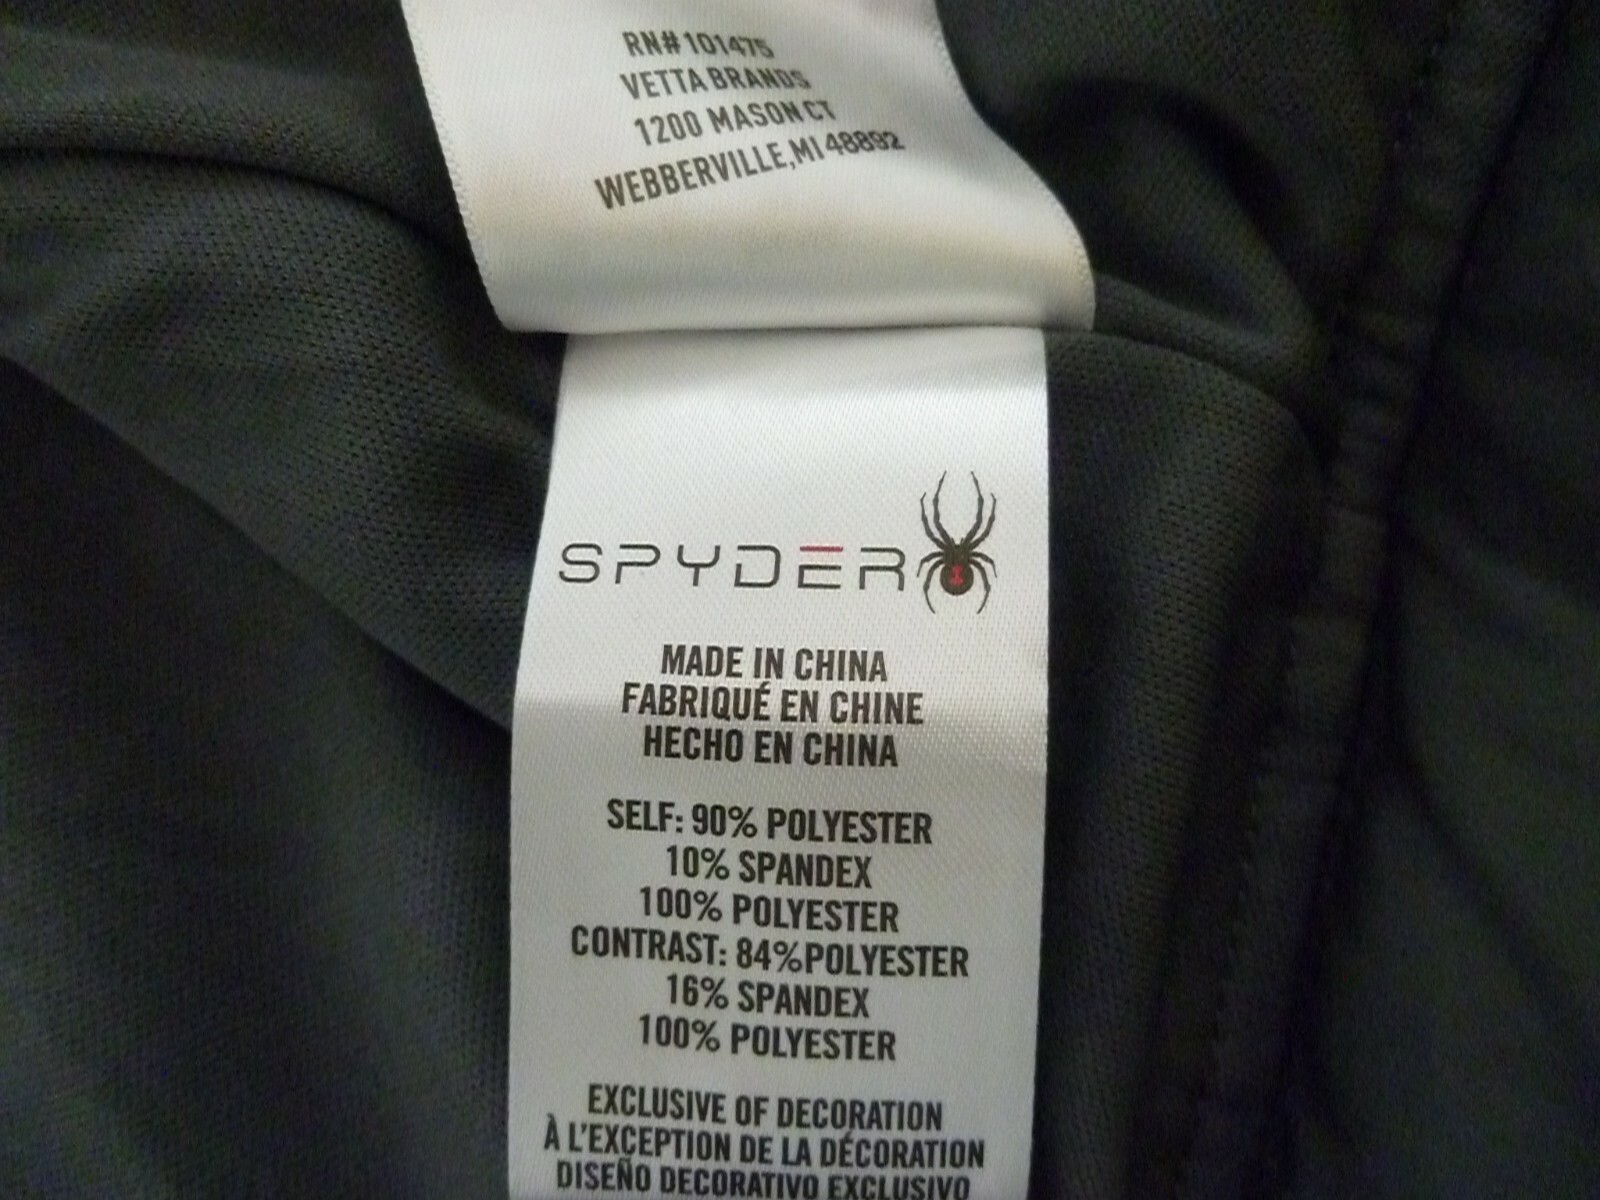 RN# 101475
VETTA BRANDS
1200 MASON CT
WEBBERVILLE, MI 48892
SPYDER
MADE IN CHINA
FABRIQUÉ EN CHINE
HECHO EN CHINA
SELF: 90% POLYESTER
10% SPANDEX
100% POLYESTER
CONTRAST: 84% POLYESTER
16% SPANDEX
100% POLYESTER
EXCLUSIVE OF DECORATION
À L'EXCEPTION DE LA DÉCORATION
DISEÑO DECORATIVO EXCLUSIVO